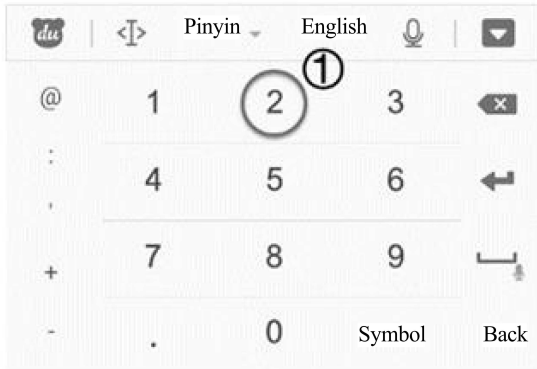 du Pinyin English
①
@ 1 2 3
: 4 5 6
,
+ 7 8 9
- . 0 Symbol Back